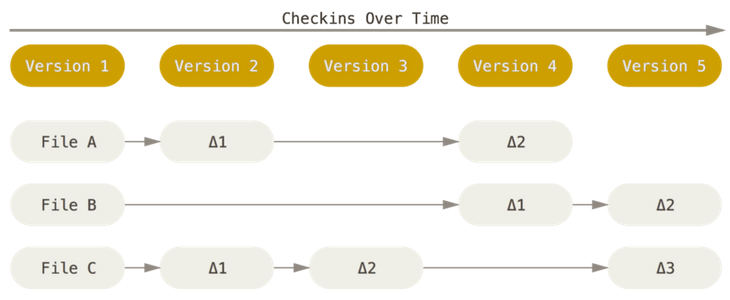 Checkins Over Time
Version 1 Version 2 Version 3 Version 4 Version 5
File A Δ1 Δ2
File B Δ1 Δ2
File C Δ1 Δ2 Δ3